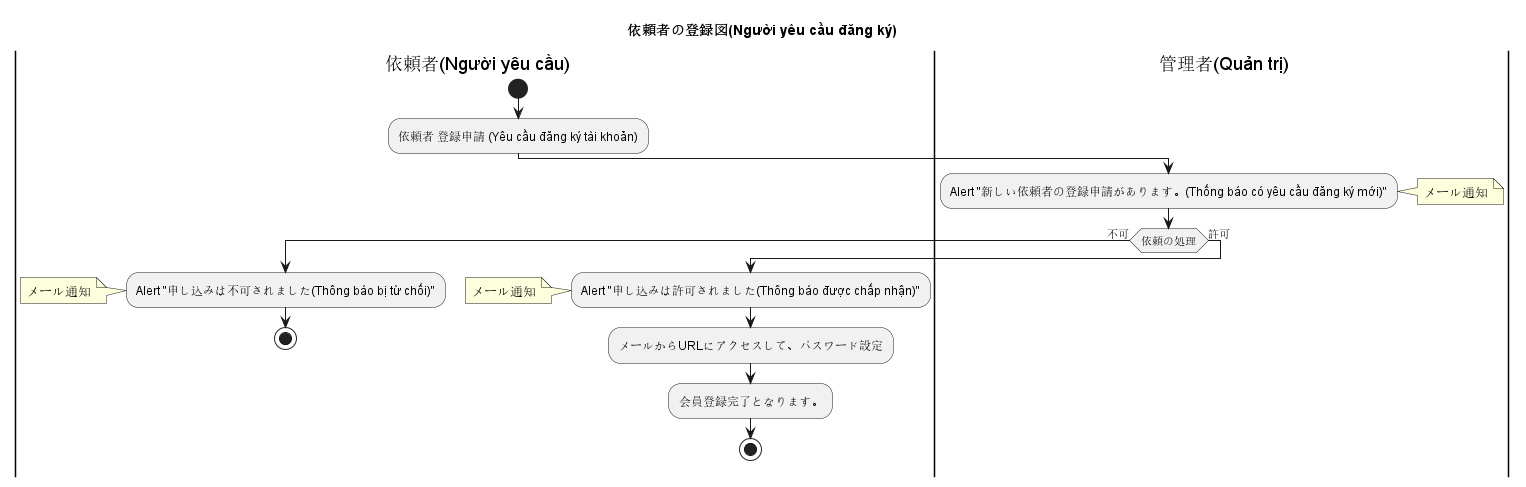 依頼者の登録図(Người yêu cầu đăng ký)
依頼者(Người yêu cầu)
管理者(Quản trị)
依頼者 登録申請 (Yêu cầu đăng ký tài khoản)
Alert"新しい依頼者の登録申請があります。(Thống báo có yêu cầu đăng ký mới)"
メール通知
不可
依頼の処理
許可
メール通知
Alert"申し込みは不可されました(Thông báo bị từ chối)"
メール通知
Alert"申し込みは許可されました(Thông báo được chấp nhận)"
メールからURLにアクセスして、パスワード設定
会員登録完了となります。